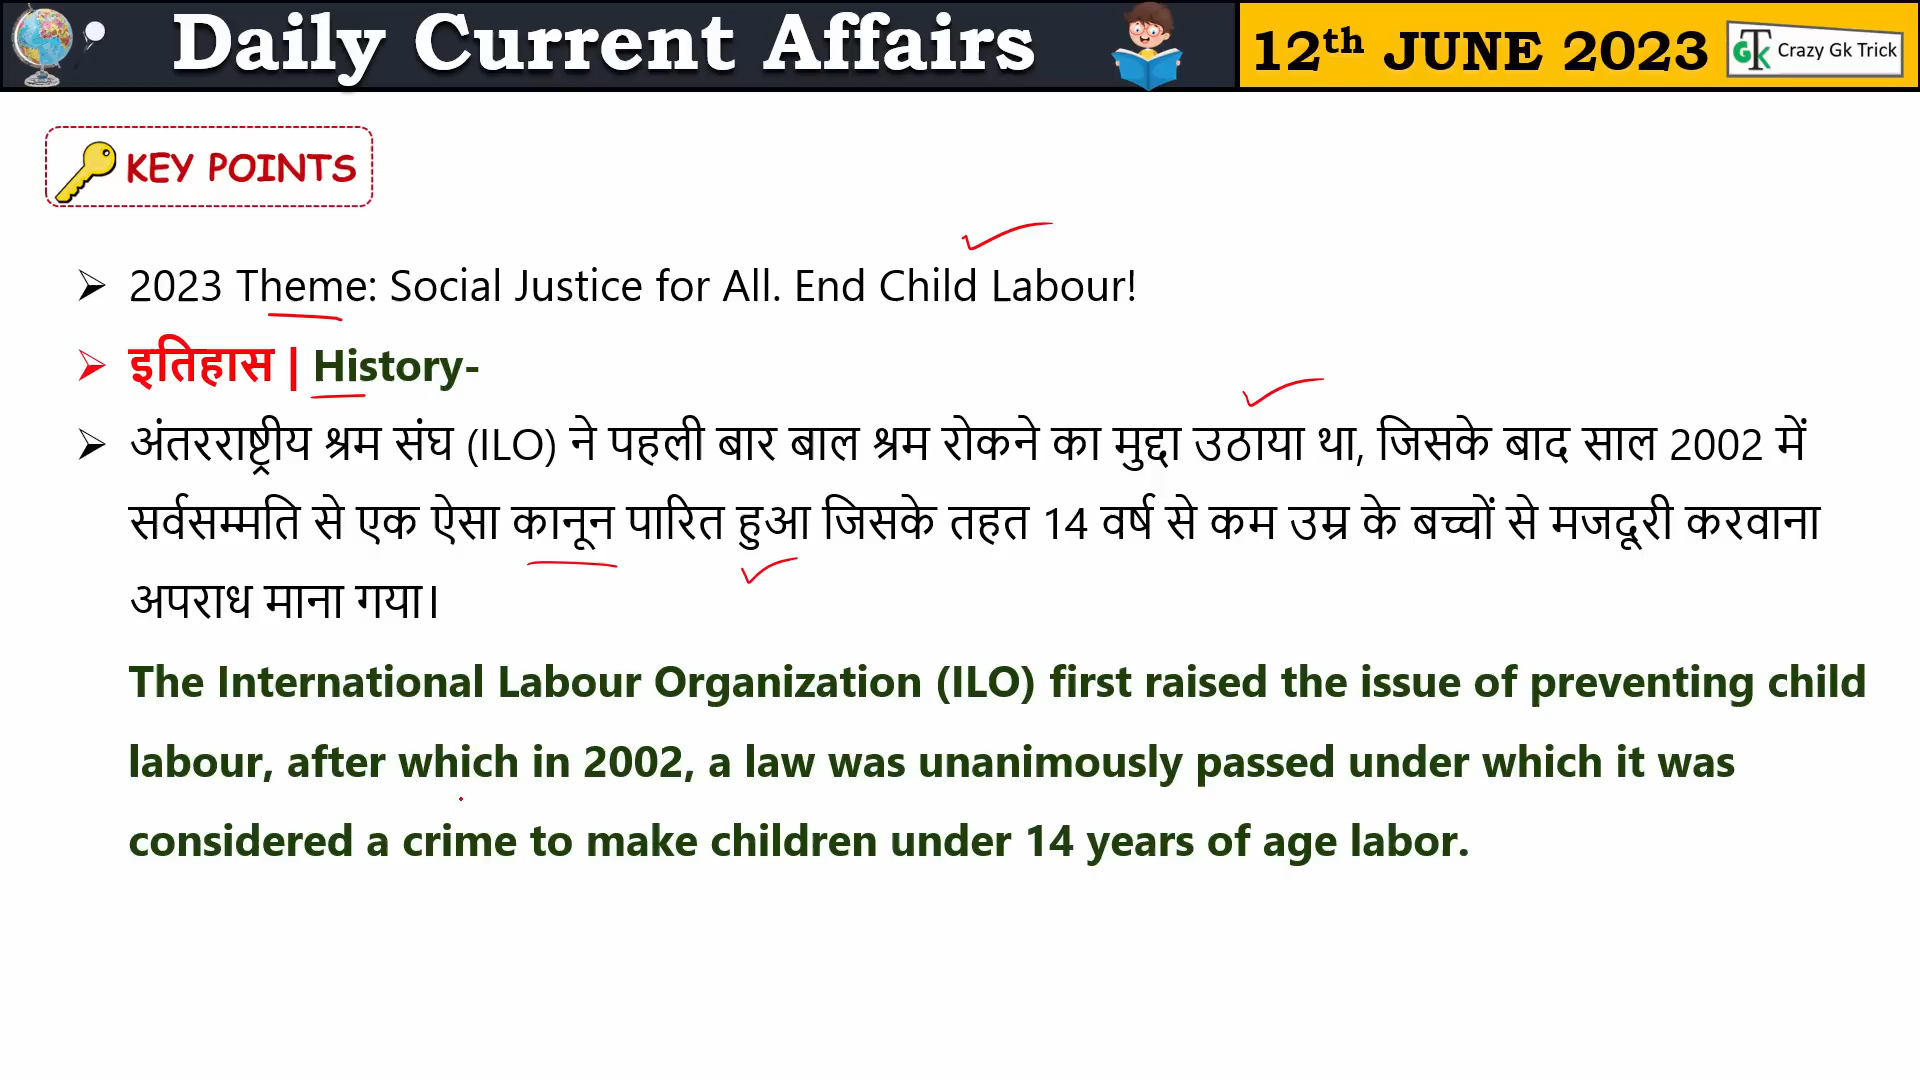 Daily Current Affairs
12th JUNE 2023
GK Crazy Gk Trick
KEY POINTS
2023 Theme: Social Justice for All. End Child Labour!
इतिहास | History-
अंतरराष्ट्रीय श्रम संघ (ILO) ने पहली बार बाल श्रम रोकने का मुद्दा उठाया था, जिसके बाद साल 2002 में
सर्वसम्मति से एक ऐसा कानून पारित हुआ जिसके तहत 14 वर्ष से कम उम्र के बच्चों से मजदूरी करवाना
अपराध माना गया।
The International Labour Organization (ILO) first raised the issue of preventing child
labour, after which in 2002, a law was unanimously passed under which it was
considered a crime to make children under 14 years of age labor.